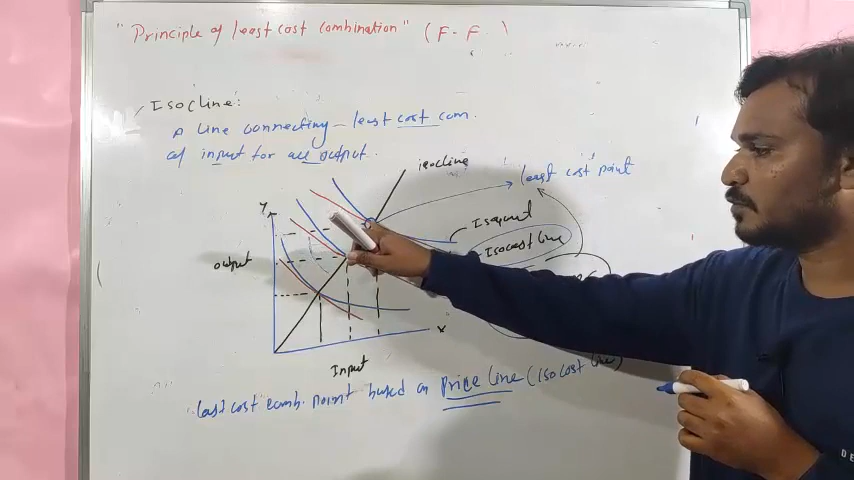 "Principle of least cost combination" (F-F )
Isocline:
A Line connecting least cost com.
of input for all output.
isocline
least cost point
Y
Isoquant
Isocost line
output
X
Input
last cost comb. point based on price line (iso cost line)